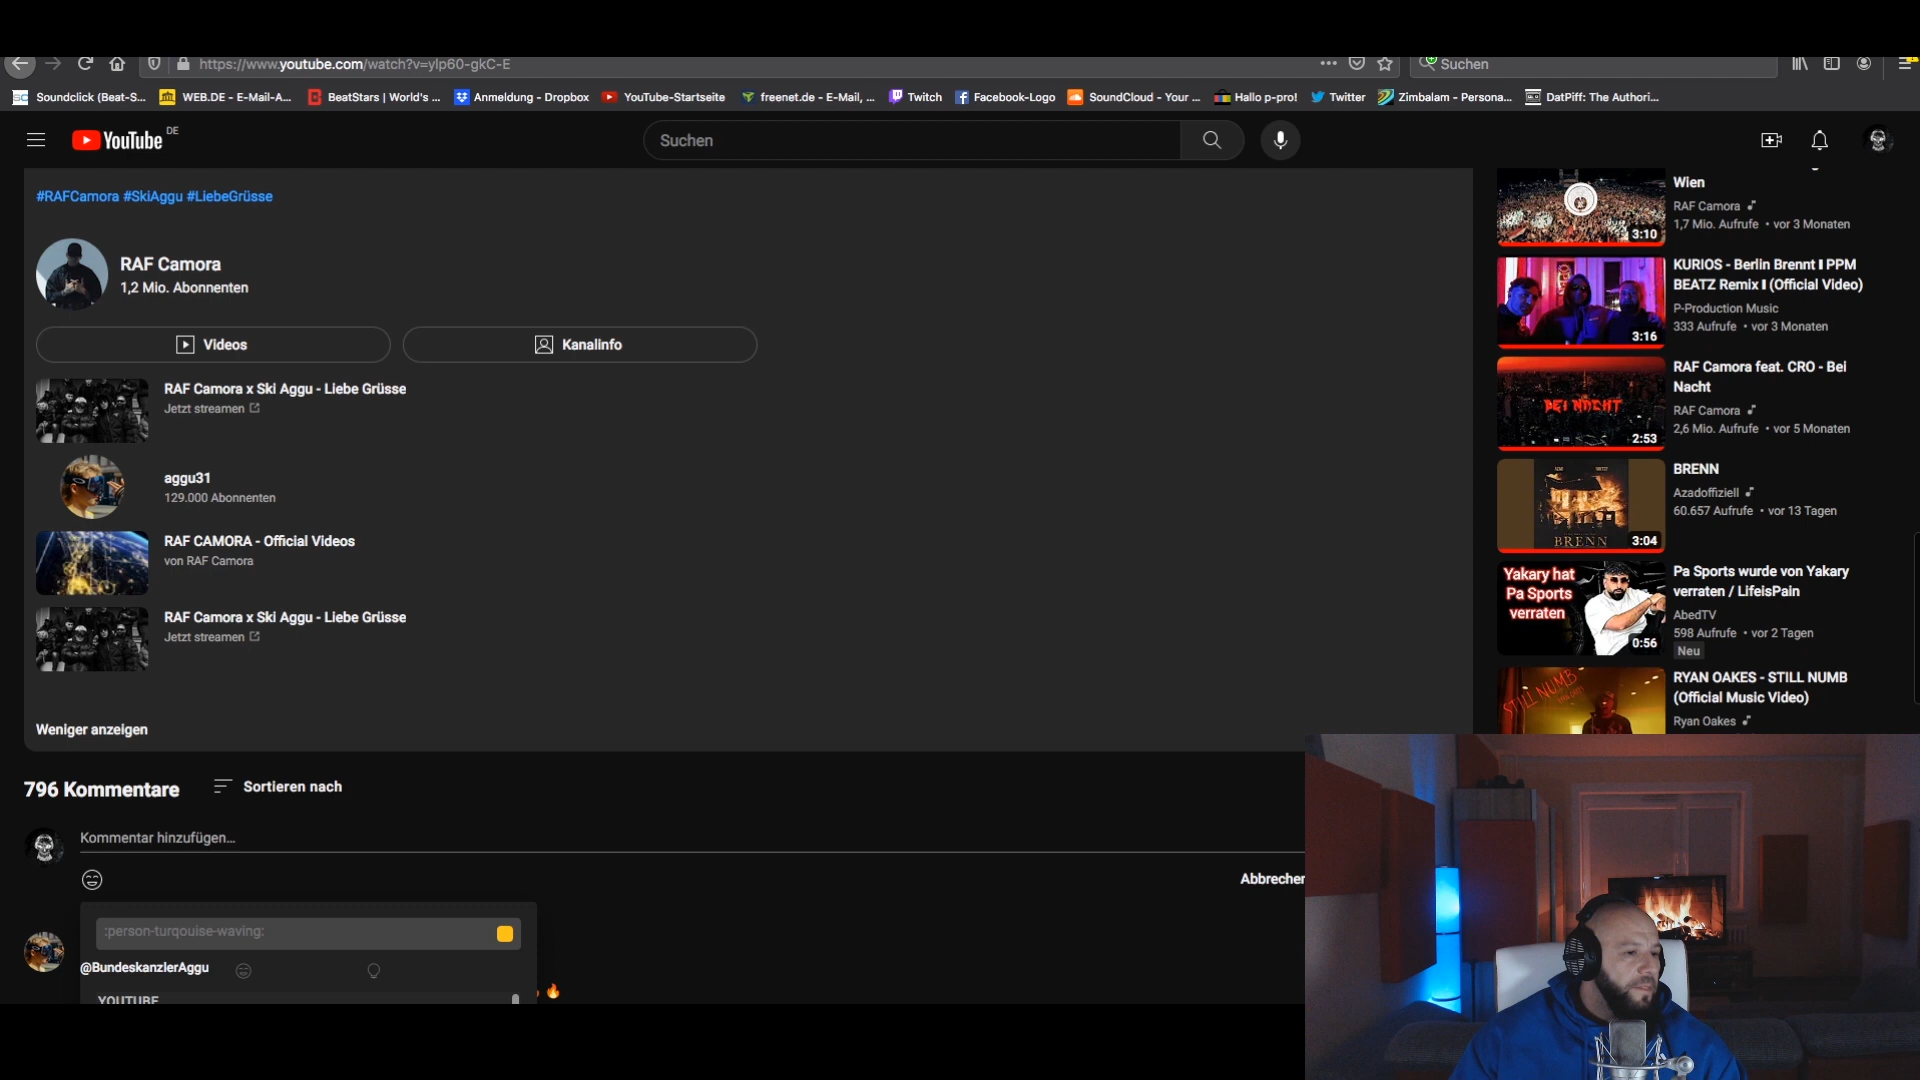 https://www.youtube.com/watch?v=ylp60-gkC-E
Suchen
Soundclick (Beat-S...
WEB.DE - E-Mail-A...
BeatStars | World's ...
Anmeldung - Dropbox
YouTube-Startseite
freenet.de - E-Mail, ...
Twitch
Facebook-Logo
SoundCloud - Your ...
Hallo p-pro!
Twitter
Zimbalam - Persona...
DatPiff: The Authori...
YouTube DE
Suchen
#RAFCamora #SkiAggu #LiebeGrüsse
RAF Camora
1,2 Mio. Abonnenten
Videos
Kanalinfo
RAF Camora x Ski Aggu - Liebe Grüsse
Jetzt streamen
aggu31
129.000 Abonnenten
RAF CAMORA - Official Videos
von RAF Camora
RAF Camora x Ski Aggu - Liebe Grüsse
Jetzt streamen
Weniger anzeigen
796 Kommentare
Sortieren nach
Kommentar hinzufügen...
Abbrechen
:person-turqouise-waving:
@BundeskanzlerAggu
YOUTUBE
Wien
RAF Camora
1,7 Mio. Aufrufe • vor 3 Monaten
3:10
KURIOS - Berlin Brennt I PPM
BEATZ Remix I (Official Video)
P-Production Music
333 Aufrufe • vor 3 Monaten
3:16
RAF Camora feat. CRO - Bei
Nacht
RAF Camora
2,6 Mio. Aufrufe • vor 5 Monaten
BEI NACHT
2:53
BRENN
Azadoffiziell
60.657 Aufrufe • vor 13 Tagen
BRENN
3:04
Yakary hat
Pa Sports
verraten
0:56
Pa Sports wurde von Yakary
verraten / LifeisPain
AbedTV
598 Aufrufe • vor 2 Tagen
Neu
STILL NUMB
RYAN OAKES - STILL NUMB
(Official Music Video)
Ryan Oakes